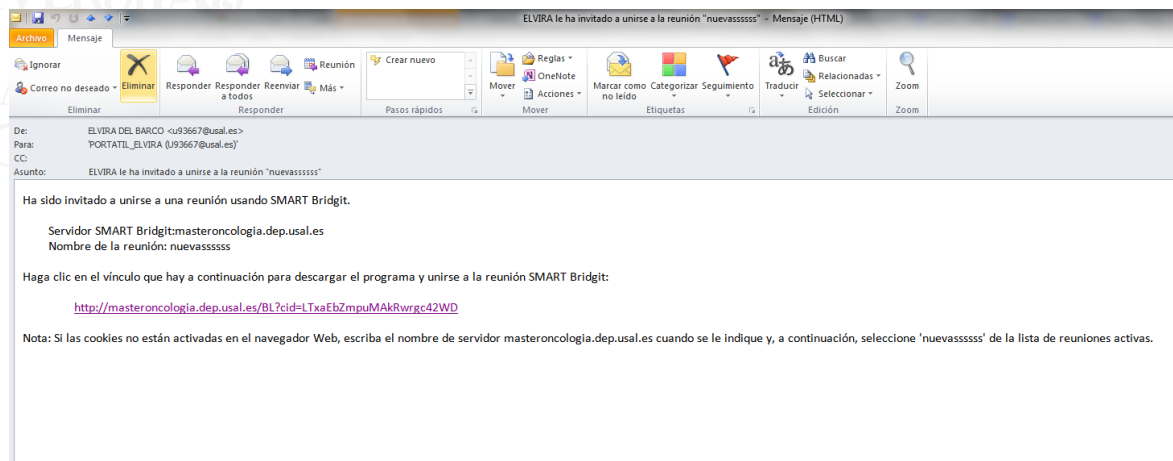 ELVIRA le ha invitado a unirse a la reunión "nuevassssss" - Mensaje (HTML)
Archivo Mensaje
Ignorar
Correo no deseado
Eliminar
Eliminar
Responder
Responder a todos
Reenviar
Reunión
Más
Responder
Crear nuevo
Pasos rápidos
Mover
Reglas
OneNote
Acciones
Mover
Marcar como no leído
Categorizar
Seguimiento
Etiquetas
Traducir
Buscar
Relacionadas
Seleccionar
Edición
Zoom
Zoom
De: ELVIRA DEL BARCO <u93667@usal.es>
Para: 'PORTATIL_ELVIRA (U93667@usal.es)'
CC:
Asunto: ELVIRA le ha invitado a unirse a la reunión "nuevassssss"
Ha sido invitado a unirse a una reunión usando SMART Bridgit.
Servidor SMART Bridgit:masteroncologia.dep.usal.es
Nombre de la reunión: nuevassssss
Haga clic en el vínculo que hay a continuación para descargar el programa y unirse a la reunión SMART Bridgit:
http://masteroncologia.dep.usal.es/BL?cid=LTxaEbZmpuMAkRwrgc42WD
Nota: Si las cookies no están activadas en el navegador Web, escriba el nombre de servidor masteroncologia.dep.usal.es cuando se le indique y, a continuación, seleccione 'nuevassssss' de la lista de reuniones activas.